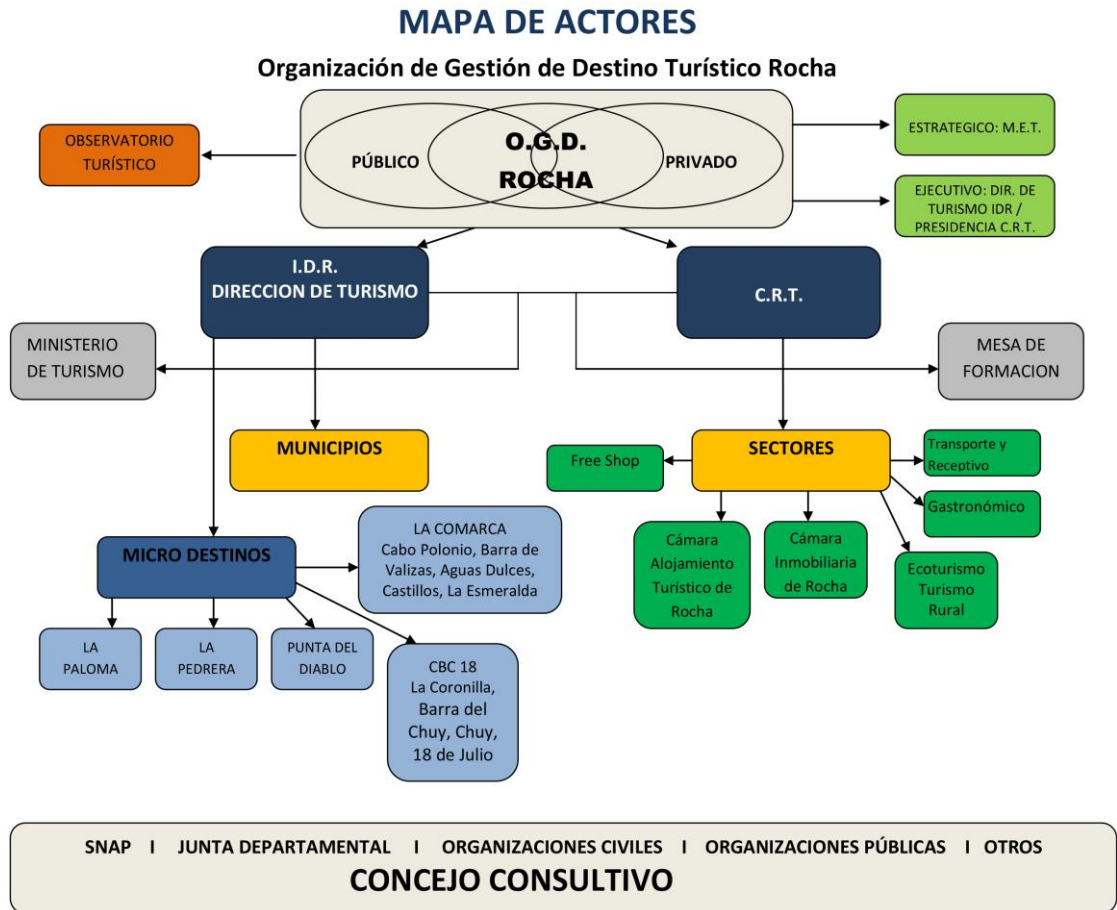 MAPA DE ACTORES
Organización de Gestión de Destino Turístico Rocha
OBSERVATORIO
TURÍSTICO
PÚBLICO
O.G.D.
ROCHA
PRIVADO
ESTRATEGICO: M.E.T.
EJECUTIVO: DIR. DE
TURISMO IDR /
PRESIDENCIA C.R.T.
I.D.R.
DIRECCION DE TURISMO
C.R.T.
MINISTERIO
DE TURISMO
MESA DE
FORMACION
MUNICIPIOS
Free Shop
SECTORES
Transporte y
Receptivo
Gastronómico
Cámara
Alojamiento
Turístico de
Rocha
Cámara
Inmobiliaria
de Rocha
Ecoturismo
Turismo
Rural
MICRO DESTINOS
LA COMARCA
Cabo Polonio, Barra de
Valizas, Aguas Dulces,
Castillos, La Esmeralda
LA
PALOMA
LA
PEDRERA
PUNTA DEL
DIABLO
CBC 18
La Coronilla,
Barra del
Chuy, Chuy,
18 de Julio
SNAP I JUNTA DEPARTAMENTAL I ORGANIZACIONES CIVILES I ORGANIZACIONES PÚBLICAS I OTROS
CONCEJO CONSULTIVO